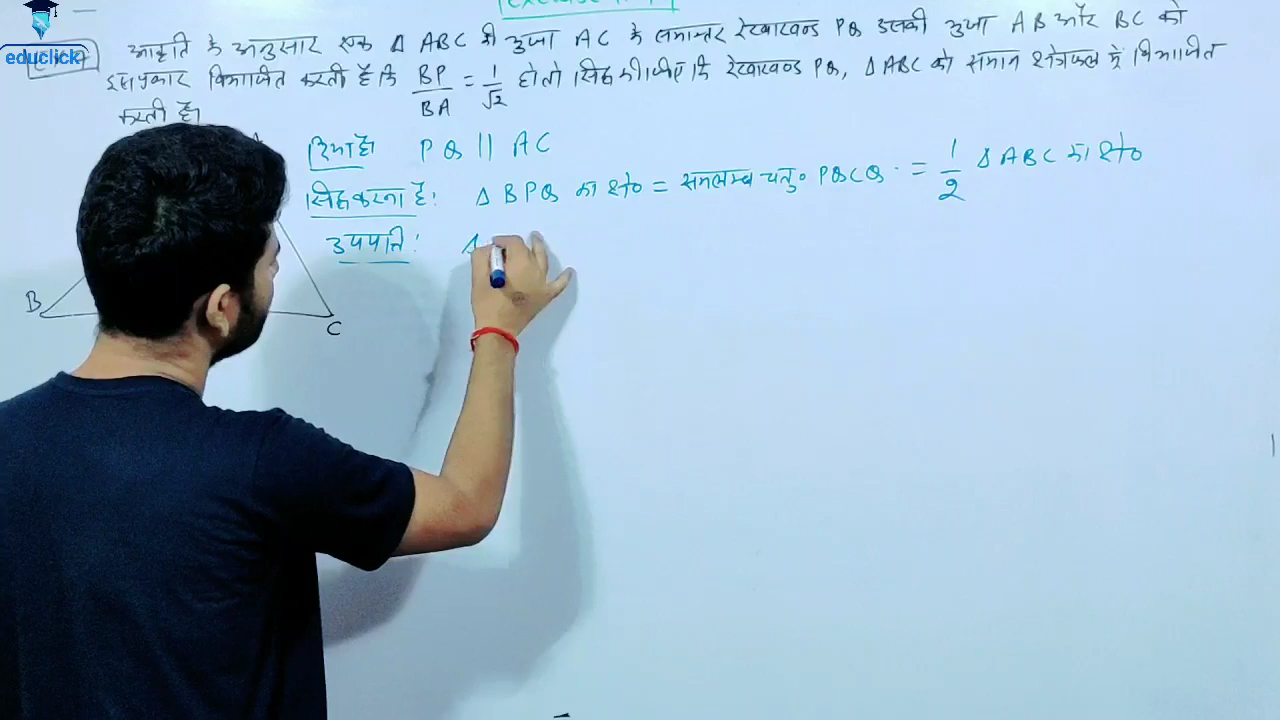 educlick
आकृति के अनुसार एक Δ ABC की भुजा AC के समान्तर रेखाखण्ड PQ उसकी भुजा AB और BC को
इस प्रकार विभाजित करती है कि BP/BA = 1/√2 हो तो सिद्ध कीजिए कि रेखाखण्ड PQ, Δ ABC को समान क्षेत्रफल में विभाजित
करती है।
दिया है। PQ || AC
सिद्ध करना है: Δ BPQ का क्षे० = समलम्ब चतु० PQCQ = 1/2 Δ ABC का क्षे०
उपपत्ति: Δ
B
C